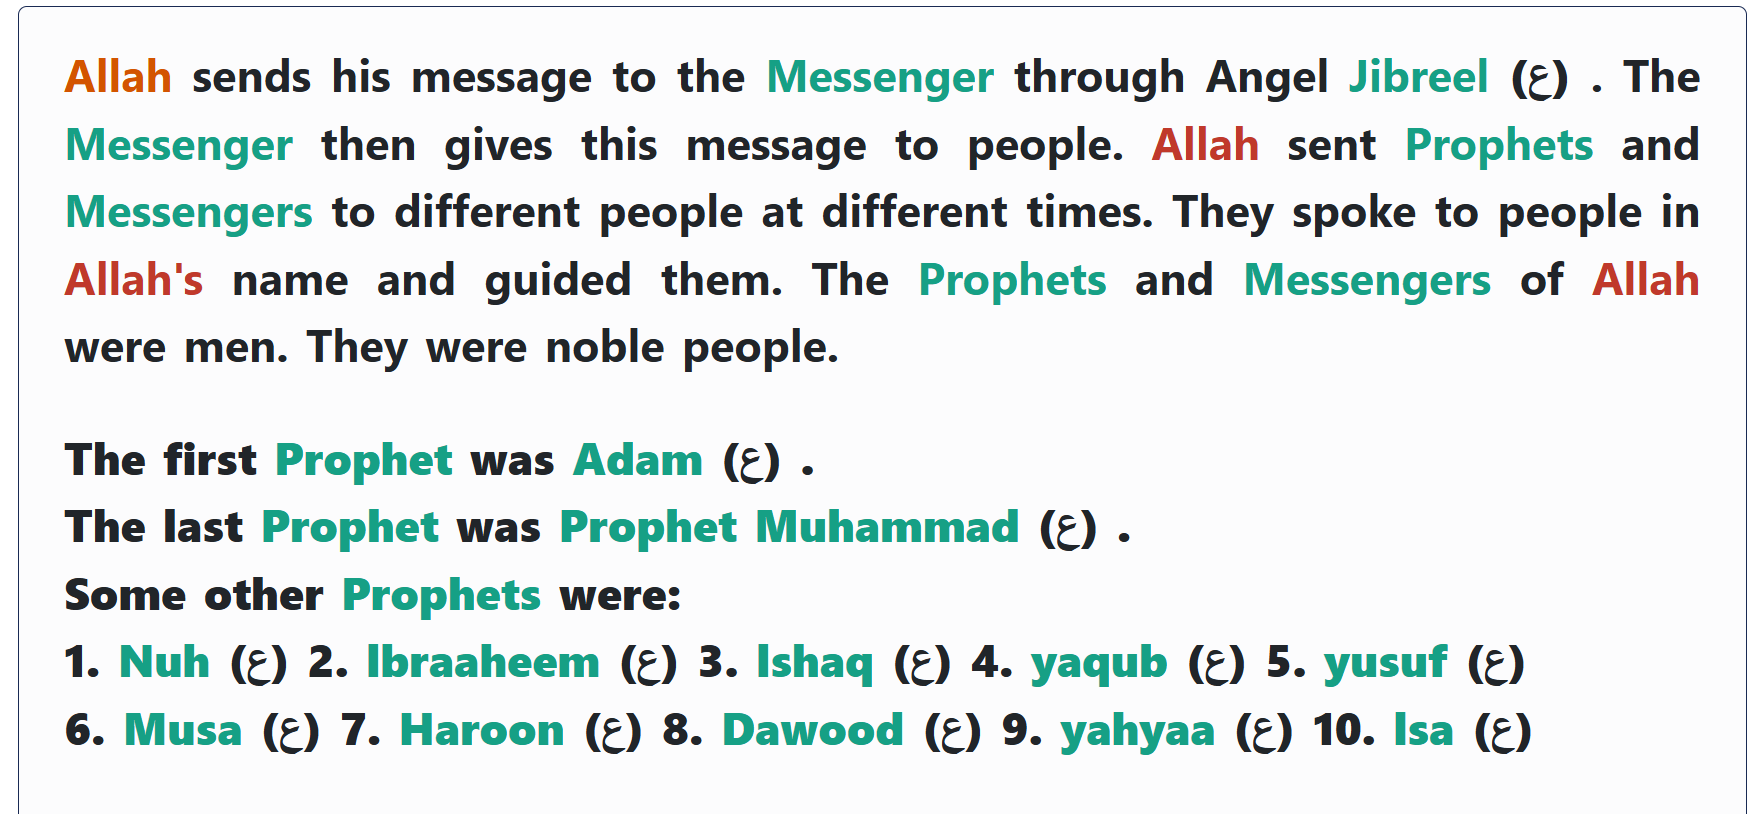 Allah sends his message to the Messenger through Angel Jibreel (ع) . The
Messenger then gives this message to people. Allah sent Prophets and
Messengers to different people at different times. They spoke to people in
Allah's name and guided them. The Prophets and Messengers of Allah
were men. They were noble people.
The first Prophet was Adam (ع) .
The last Prophet was Prophet Muhammad (ع) .
Some other Prophets were:
1. Nuh (ع) 2. Ibraaheem (ع) 3. Ishaq (ع) 4. yaqub (ع) 5. yusuf (ع)
6. Musa (ع) 7. Haroon (ع) 8. Dawood (ع) 9. yahyaa (ع) 10. Isa (ع)